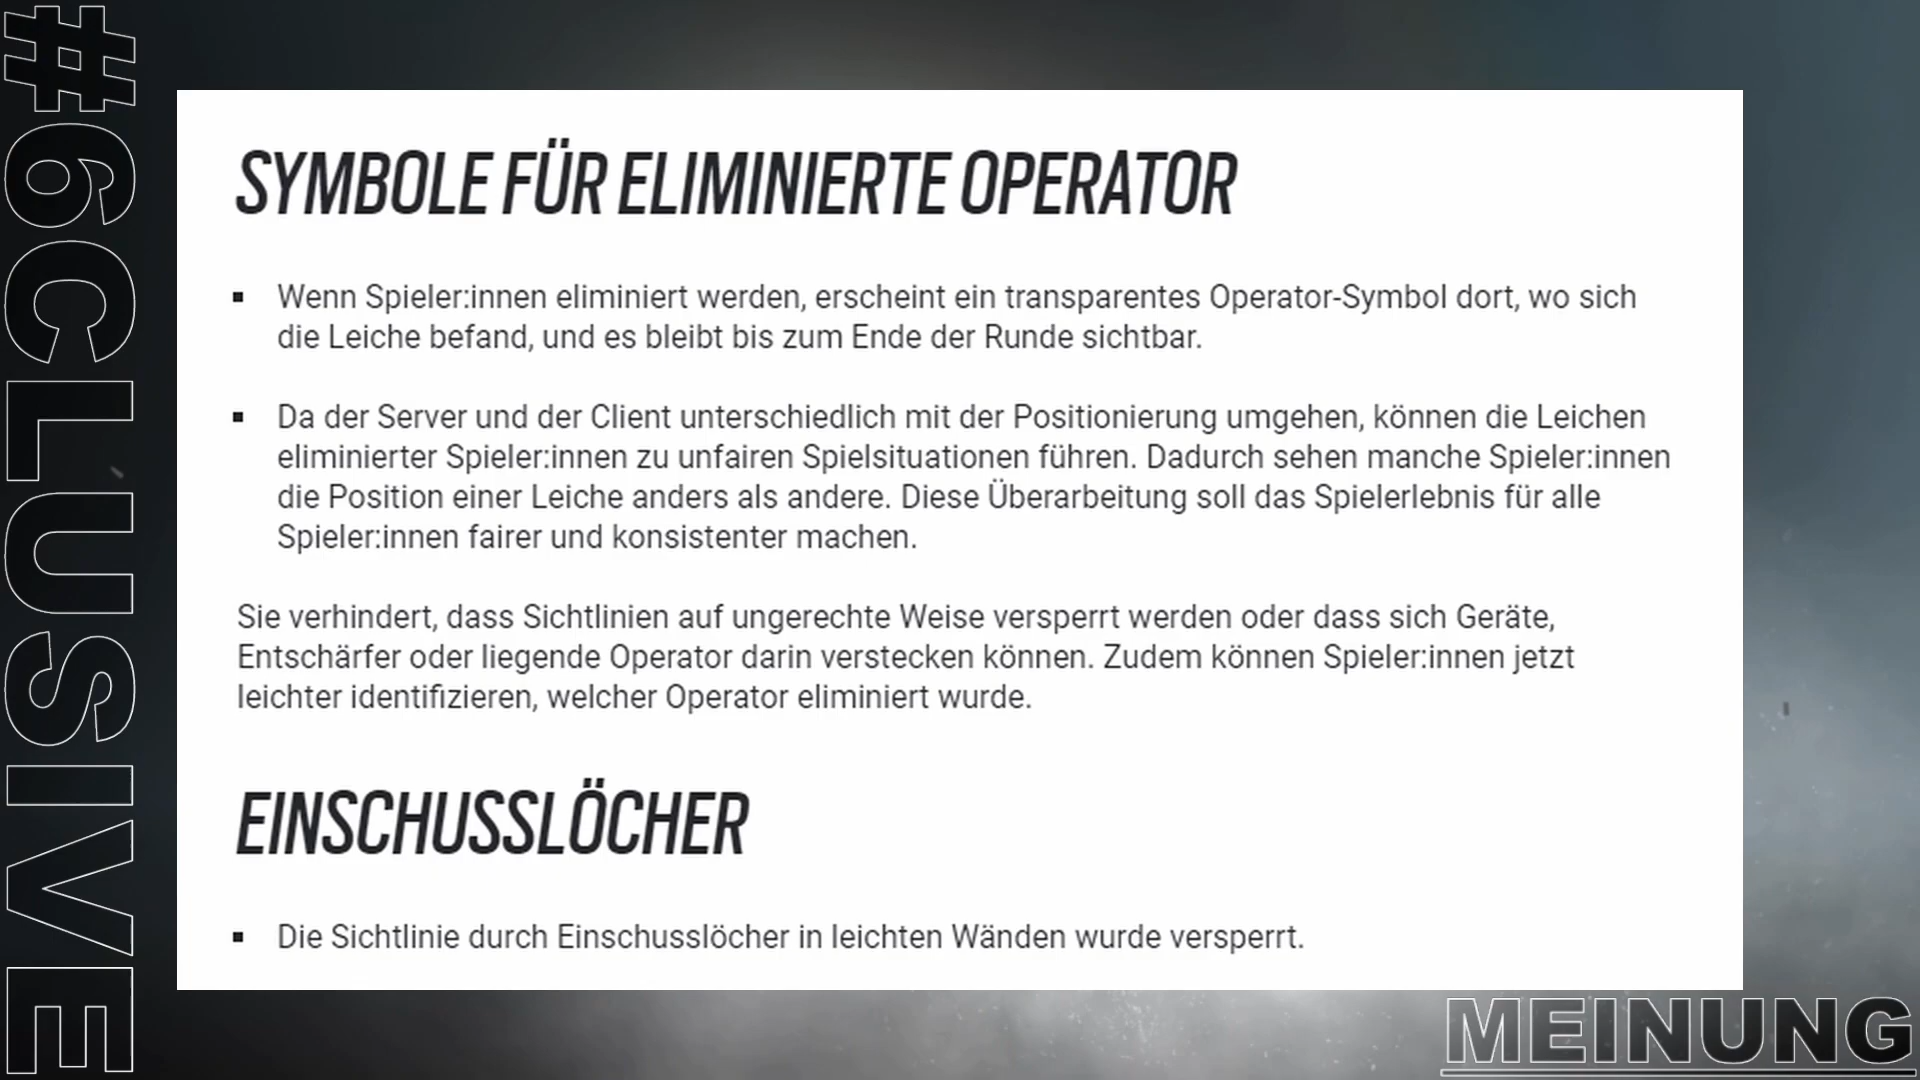 #6CLUSIVE
SYMBOLE FÜR ELIMINIERTE OPERATOR
▪ Wenn Spieler:innen eliminiert werden, erscheint ein transparentes Operator-Symbol dort, wo sich
die Leiche befand, und es bleibt bis zum Ende der Runde sichtbar.
▪ Da der Server und der Client unterschiedlich mit der Positionierung umgehen, können die Leichen
eliminierter Spieler:innen zu unfairen Spielsituationen führen. Dadurch sehen manche Spieler:innen
die Position einer Leiche anders als andere. Diese Überarbeitung soll das Spielerlebnis für alle
Spieler:innen fairer und konsistenter machen.
Sie verhindert, dass Sichtlinien auf ungerechte Weise versperrt werden oder dass sich Geräte,
Entschärfer oder liegende Operator darin verstecken können. Zudem können Spieler:innen jetzt
leichter identifizieren, welcher Operator eliminiert wurde.
EINSCHUSSLÖCHER
▪ Die Sichtlinie durch Einschusslöcher in leichten Wänden wurde versperrt.
MEINUNG